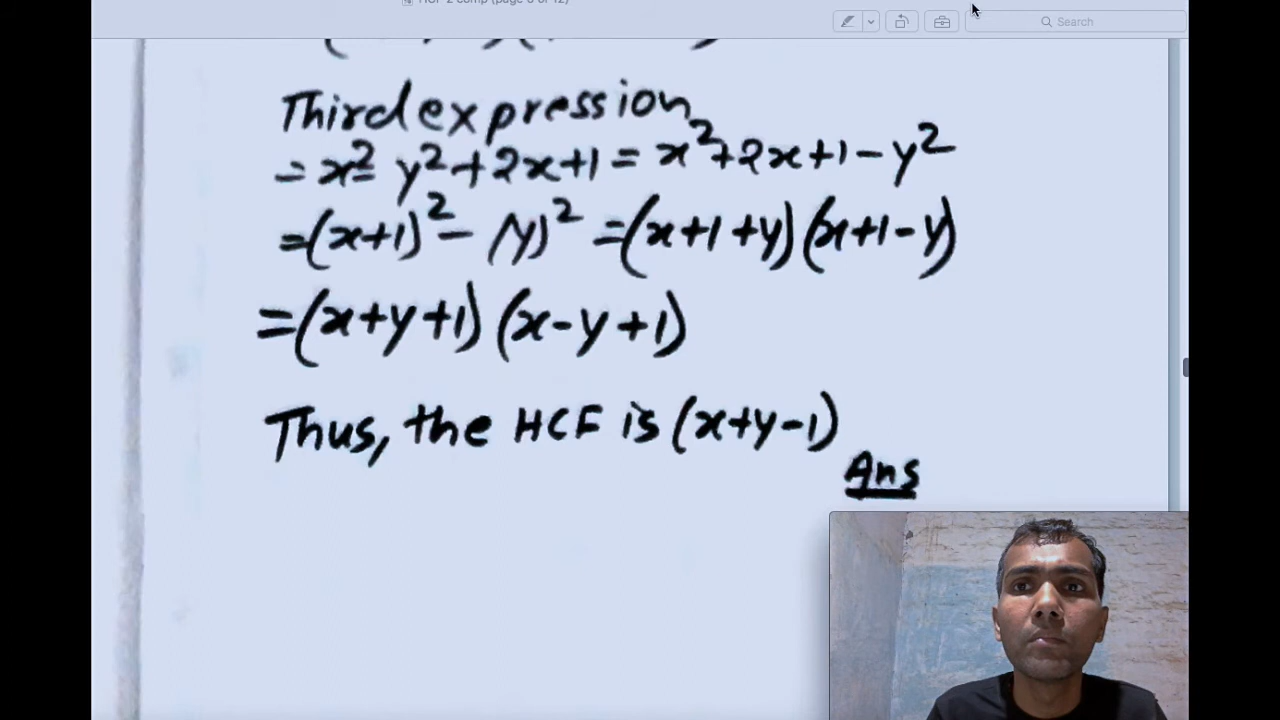 Search
Third expression
= x² - y² + 2x + 1 = x² + 2x + 1 - y²
= (x+1)² - (y)² = (x+1+y)(x+1-y)
= (x+y+1) (x-y+1)
Thus, the HCF is (x+y-1)
Ans